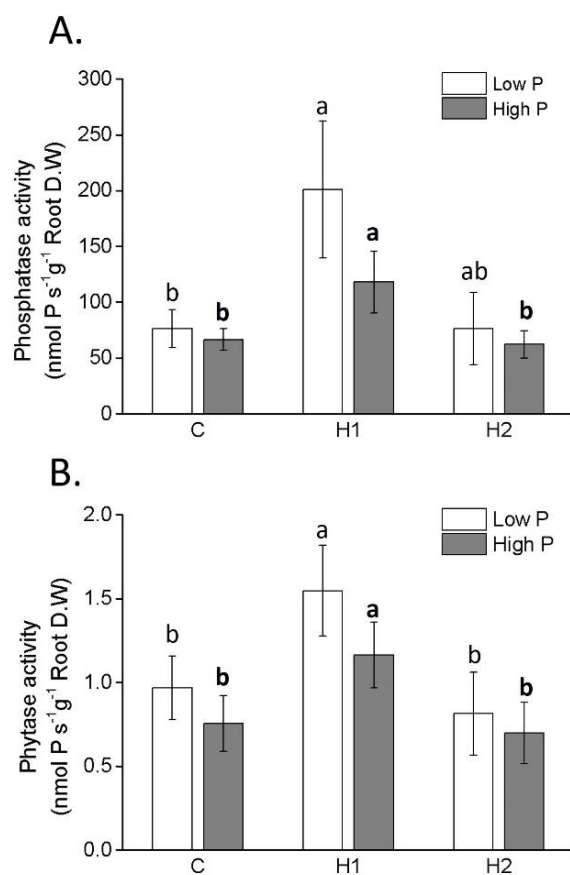 A.
300
250
200
150
100
50
0
Phosphatase activity
(nmol P s⁻¹g⁻¹ Root D.W)
Low P
High P
b
b
a
a
ab
b
C H1 H2
B.
2.0
1.5
1.0
0.5
0.0
Phytase activity
(nmol P s⁻¹g⁻¹ Root D.W)
Low P
High P
b
b
a
a
b
b
C H1 H2